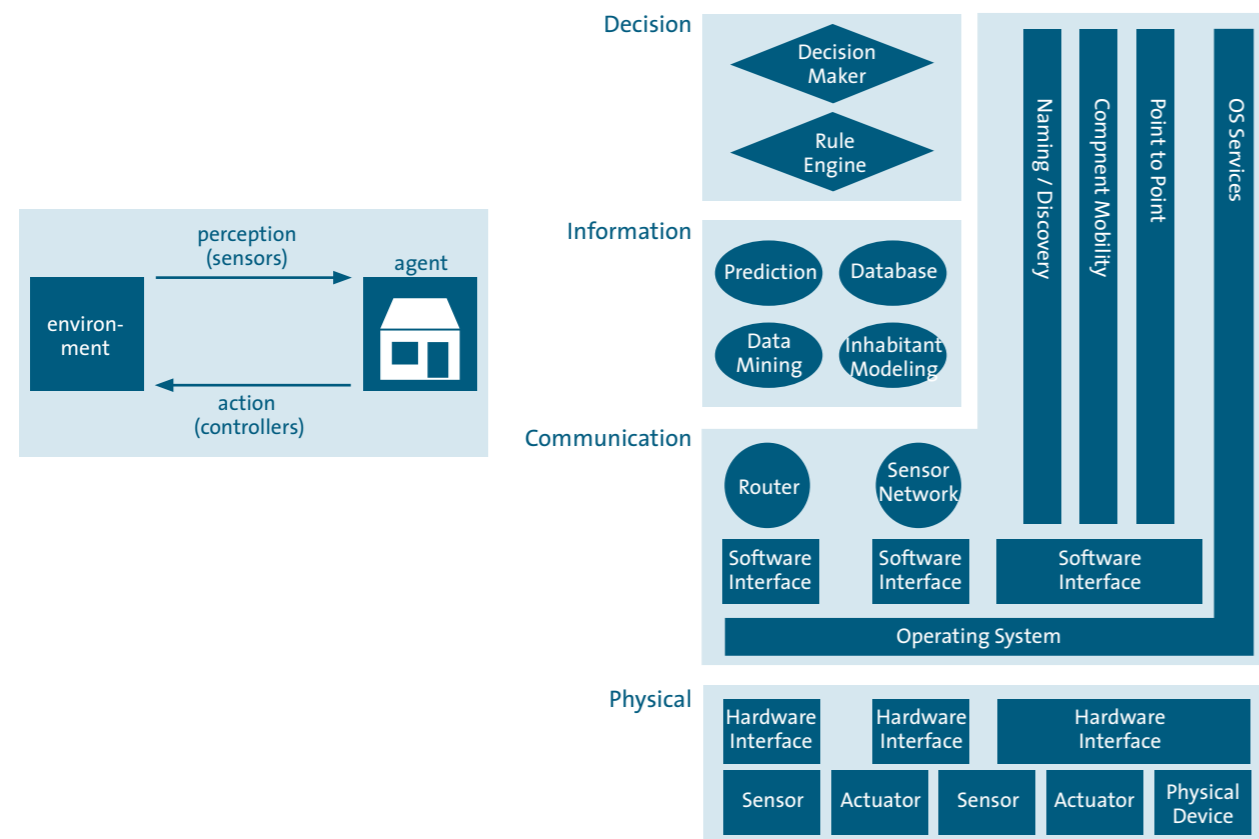 perception
(sensors)
agent
environ-
ment
action
(controllers)
Decision
Decision
Maker
Rule
Engine
Information
Prediction
Database
Data
Mining
Inhabitant
Modeling
Naming / Discovery
Compnent Mobility
Point to Point
OS Services
Communication
Router
Sensor
Network
Software
Interface
Software
Interface
Software
Interface
Operating System
Physical
Hardware
Interface
Hardware
Interface
Hardware
Interface
Sensor
Actuator
Sensor
Actuator
Physical
Device